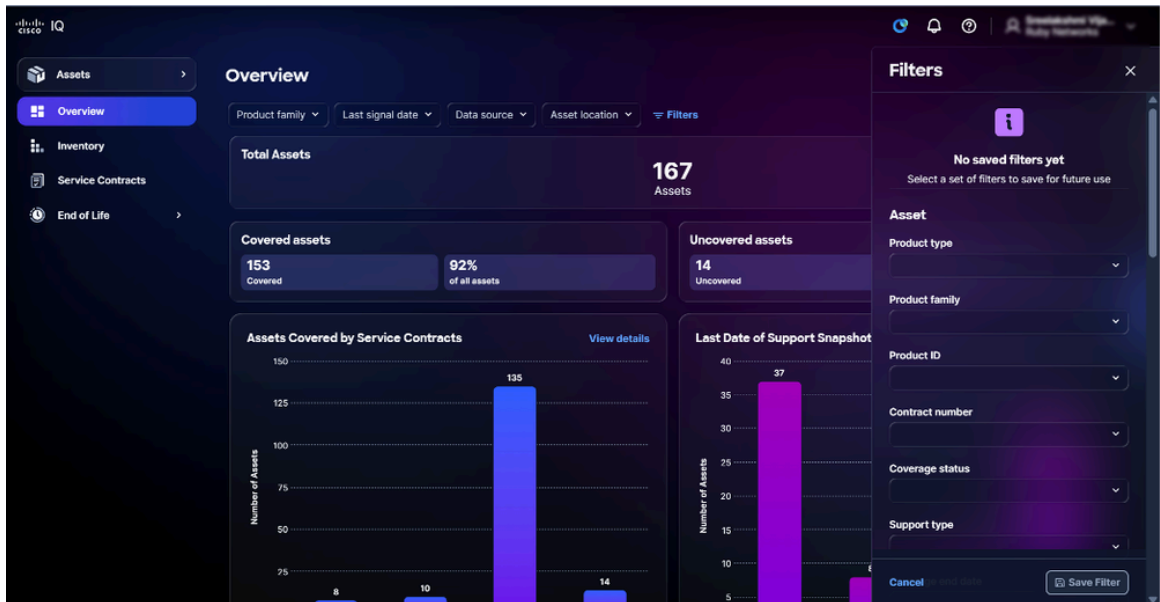 cisco IQ
Assets
Overview
Inventory
Service Contracts
End of Life
Overview
Product family
Last signal date
Data source
Asset location
Filters
Total Assets
167
Assets
Covered assets
153
Covered
92%
of all assets
Uncovered assets
14
Uncovered
Assets Covered by Service Contracts
View details
150
125
100
75
50
25
Number of Assets
8
10
135
14
Last Date of Support Snapshot
40
35
30
25
20
15
10
5
Number of Assets
37
Filters
No saved filters yet
Select a set of filters to save for future use
Asset
Product type
Product family
Product ID
Contract number
Coverage status
Support type
Cancel
Save Filter